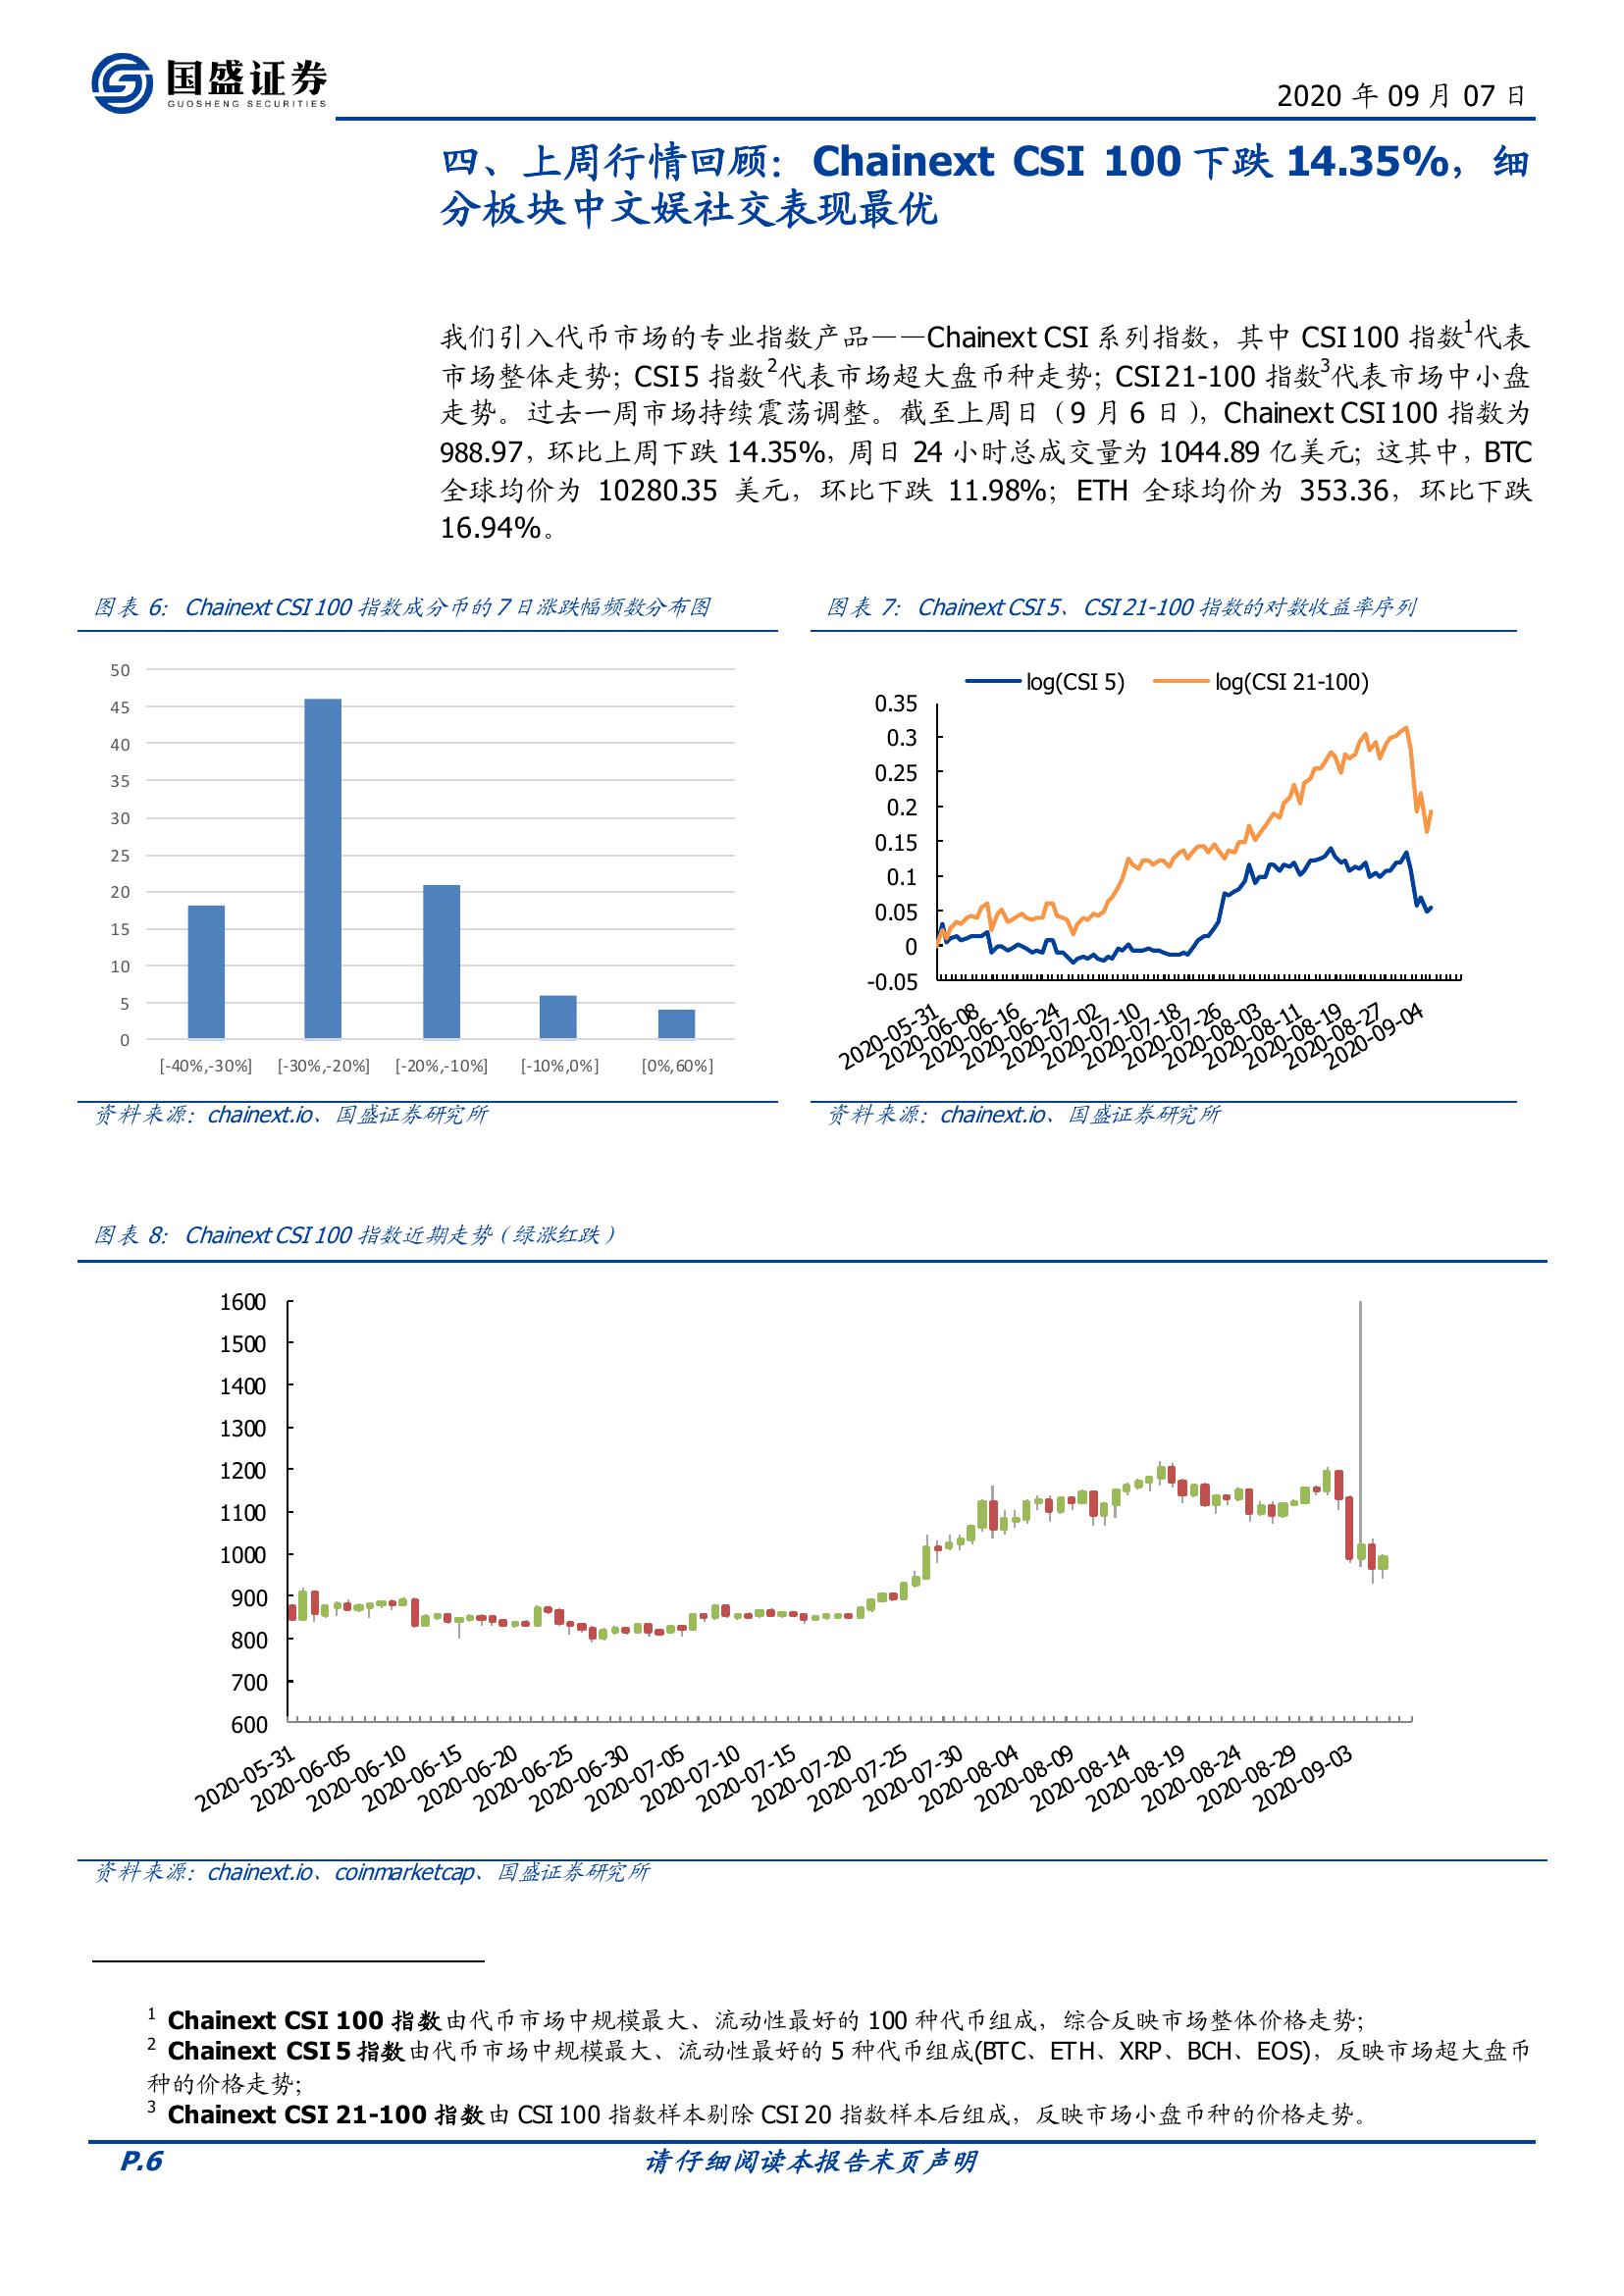 国盛证券
GUOSHENG SECURITIES
2020 年 09 月 07 日
四、上周行情回顾：Chainext CSI 100 下跌 14.35%，细
分板块中文娱社交表现最优
我们引入代币市场的专业指数产品——Chainext CSI 系列指数，其中 CSI 100 指数1代表
市场整体走势；CSI 5 指数2代表市场超大盘币种走势；CSI 21-100 指数3代表市场中小盘
走势。过去一周市场持续震荡调整。截至上周日（9 月 6 日），Chainext CSI 100 指数为
988.97，环比上周下跌 14.35%，周日 24 小时总成交量为 1044.89 亿美元；这其中，BTC
全球均价为 10280.35 美元，环比下跌 11.98%；ETH 全球均价为 353.36，环比下跌
16.94%。
图表 6：Chainext CSI 100 指数成分币的 7 日涨跌幅频数分布图
50
45
40
35
30
25
20
15
10
5
0
[-40%,-30%] [-30%,-20%] [-20%,-10%] [-10%,0%] [0%,60%]
资料来源：chainext.io、国盛证券研究所
图表 7：Chainext CSI 5、CSI 21-100 指数的对数收益率序列
log(CSI 5) log(CSI 21-100)
0.35
0.3
0.25
0.2
0.15
0.1
0.05
0
-0.05
2020-05-31 2020-06-08 2020-06-16 2020-06-24 2020-07-02 2020-07-10 2020-07-18 2020-07-26 2020-08-03 2020-08-11 2020-08-19 2020-08-27 2020-09-04
资料来源：chainext.io、国盛证券研究所
图表 8：Chainext CSI 100 指数近期走势（绿涨红跌）
1600
1500
1400
1300
1200
1100
1000
900
800
700
600
2020-05-31 2020-06-05 2020-06-10 2020-06-15 2020-06-20 2020-06-25 2020-06-30 2020-07-05 2020-07-10 2020-07-15 2020-07-20 2020-07-25 2020-07-30 2020-08-04 2020-08-09 2020-08-14 2020-08-19 2020-08-24 2020-08-29 2020-09-03
资料来源：chainext.io、coinmarketcap、国盛证券研究所
1 Chainext CSI 100 指数由代币市场中规模最大、流动性最好的 100 种代币组成，综合反映市场整体价格走势；
2 Chainext CSI 5 指数由代币市场中规模最大、流动性最好的 5 种代币组成(BTC、ETH、XRP、BCH、EOS)，反映市场超大盘币
种的价格走势；
3 Chainext CSI 21-100 指数由 CSI 100 指数样本剔除 CSI 20 指数样本后组成，反映市场小盘币种的价格走势。
P.6
请仔细阅读本报告末页声明